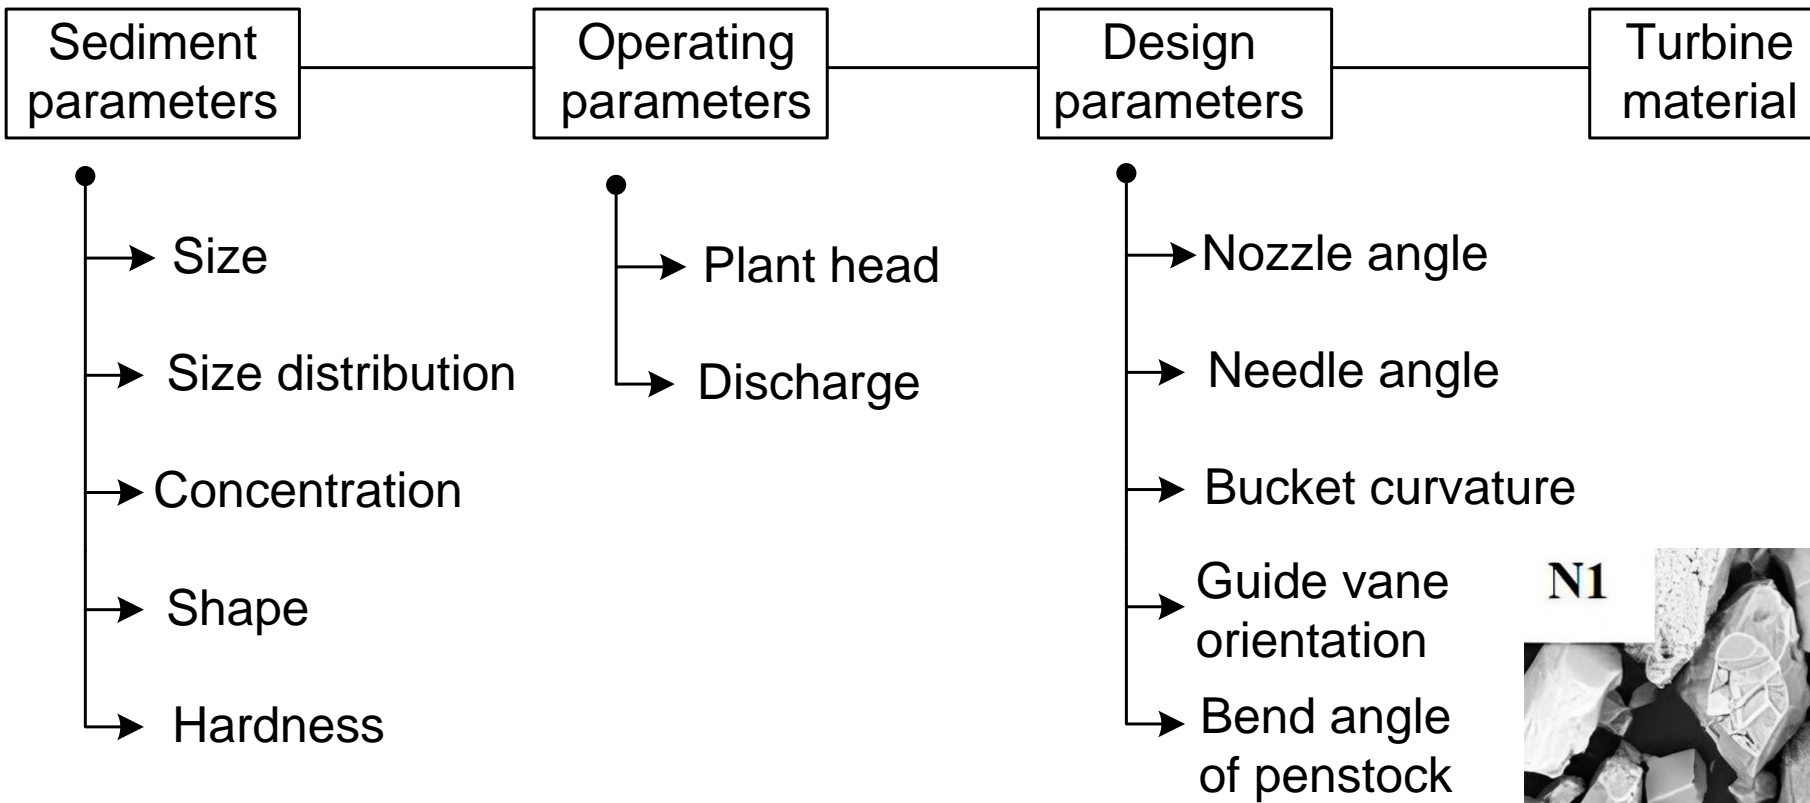 Sediment
parameters
Operating
parameters
Design
parameters
Turbine
material
Size
Size distribution
Concentration
Shape
Hardness
Plant head
Discharge
Nozzle angle
Needle angle
Bucket curvature
Guide vane
orientation
Bend angle
of penstock
N1